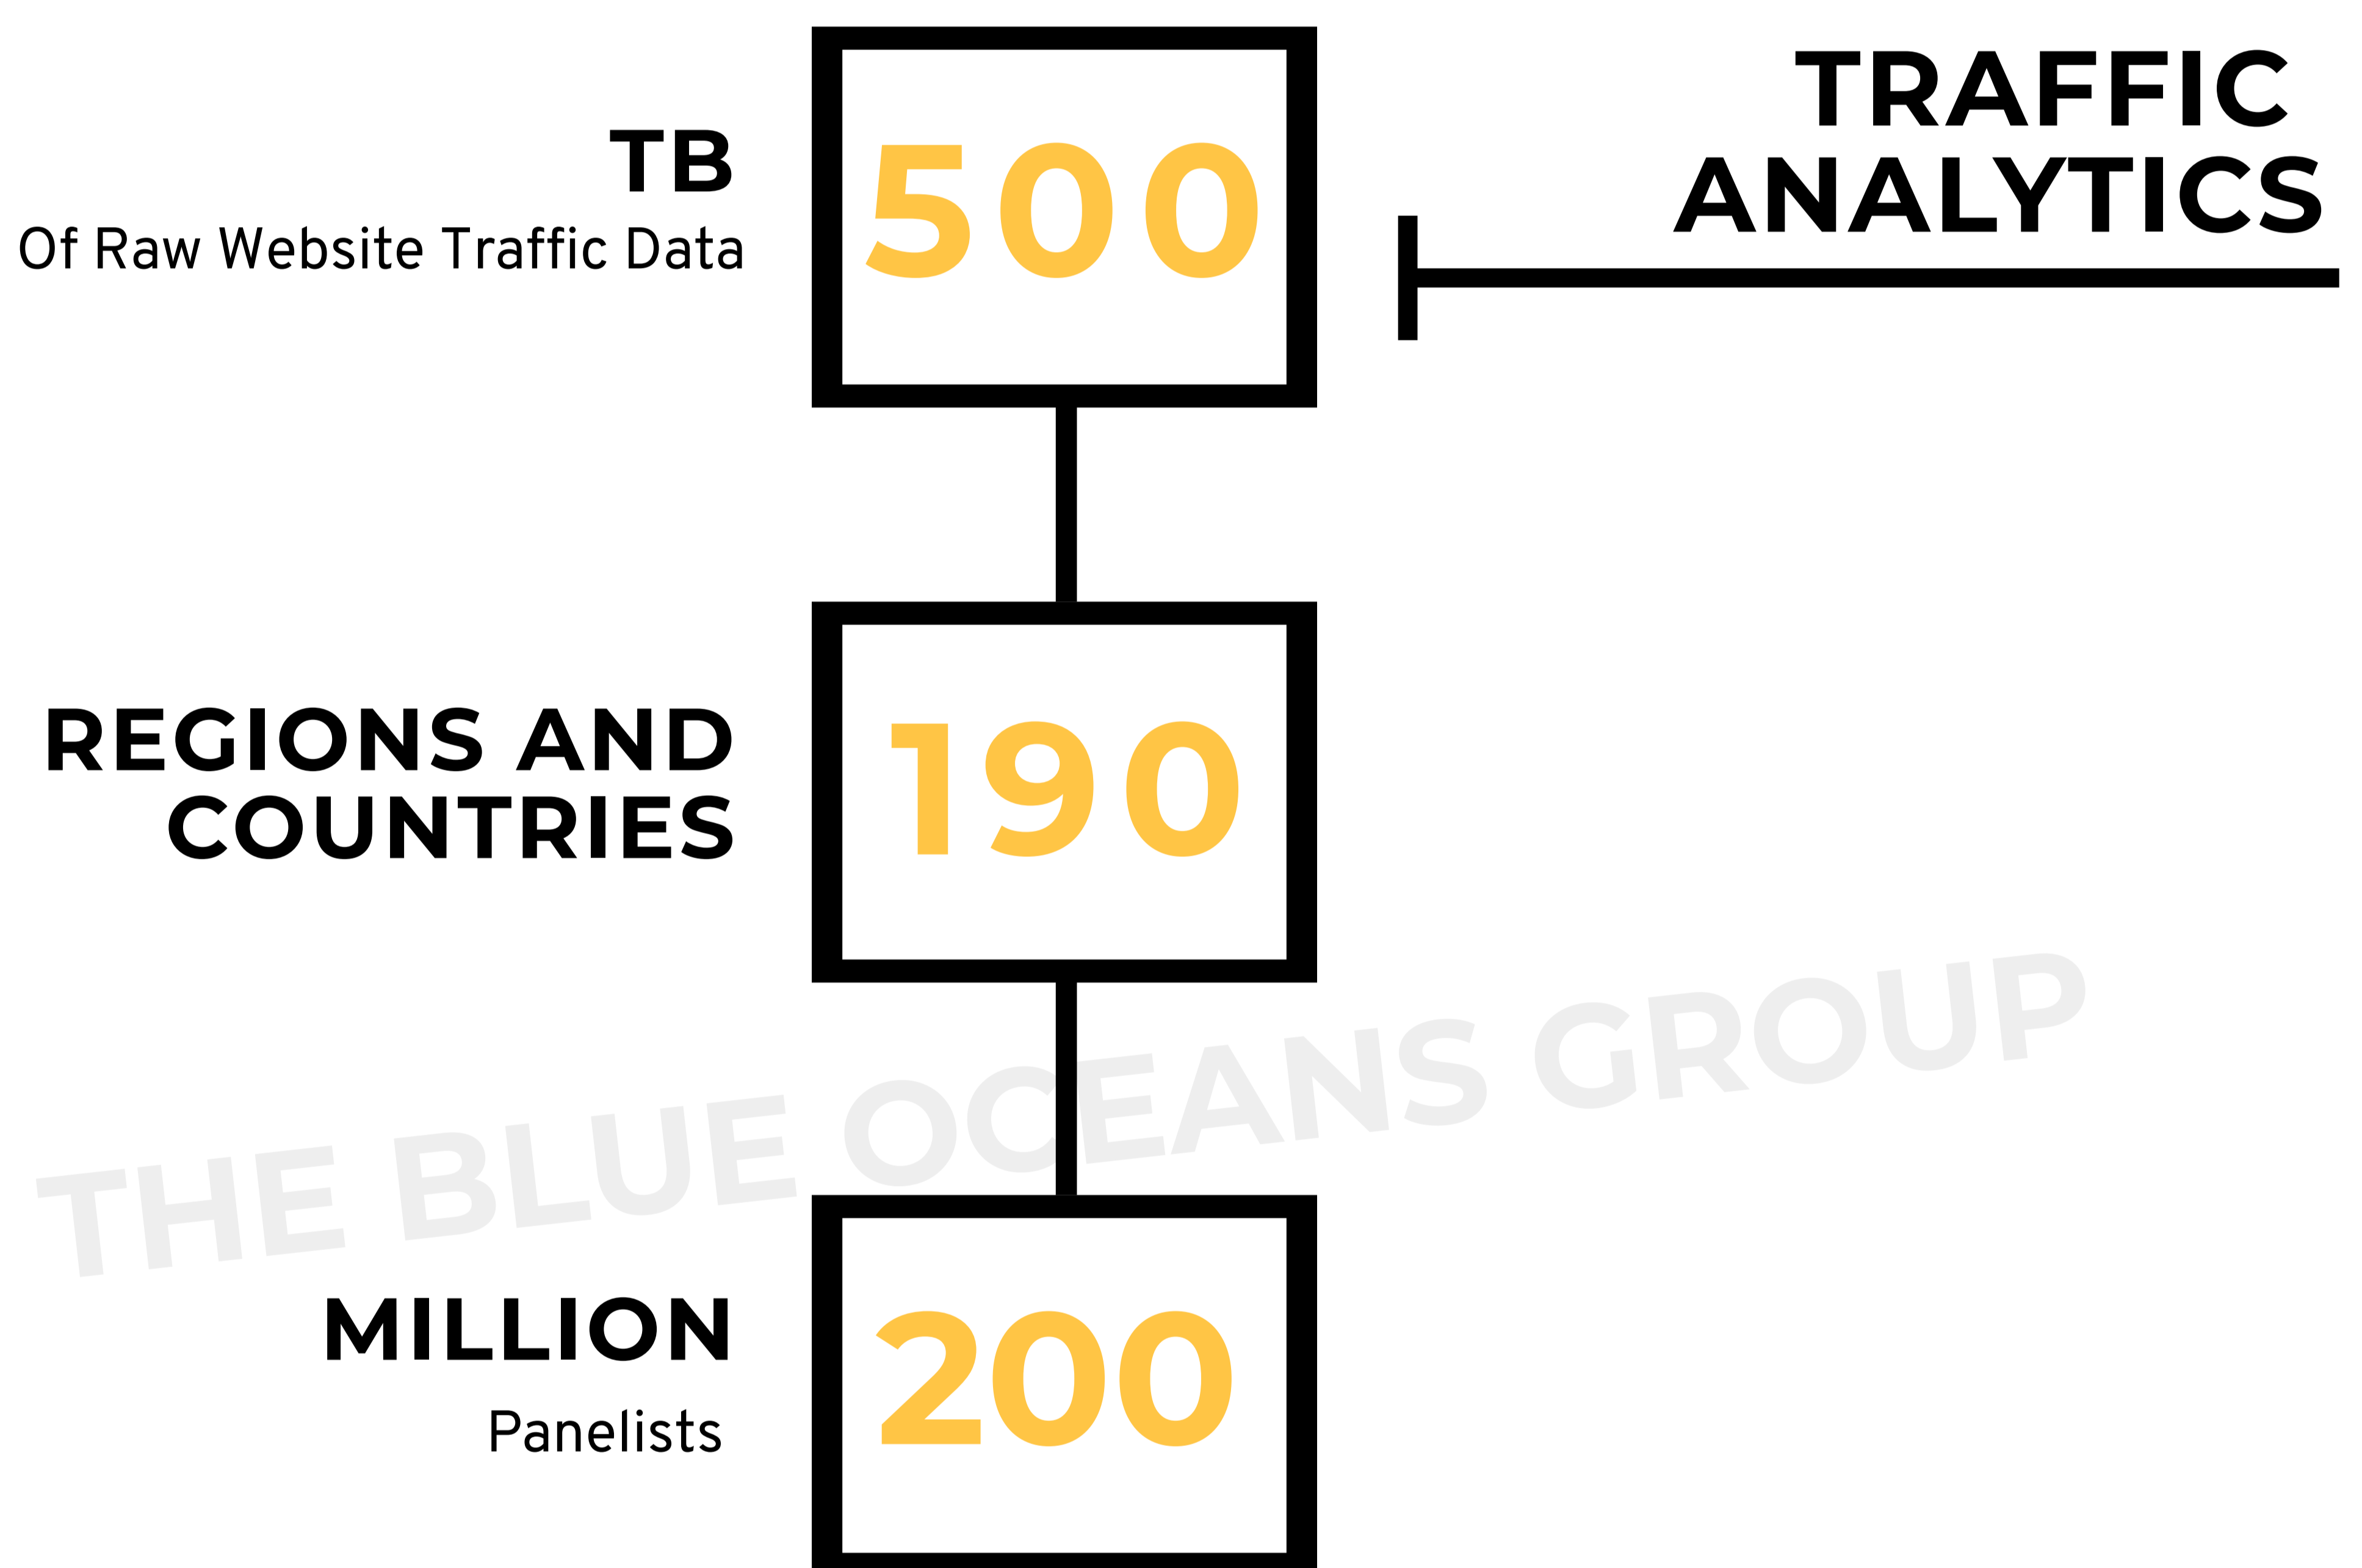 TRAFFIC
ANALYTICS
TB
Of Raw Website Traffic Data
500
REGIONS AND
COUNTRIES
190
THE BLUE OCEANS GROUP
MILLION
Panelists
200